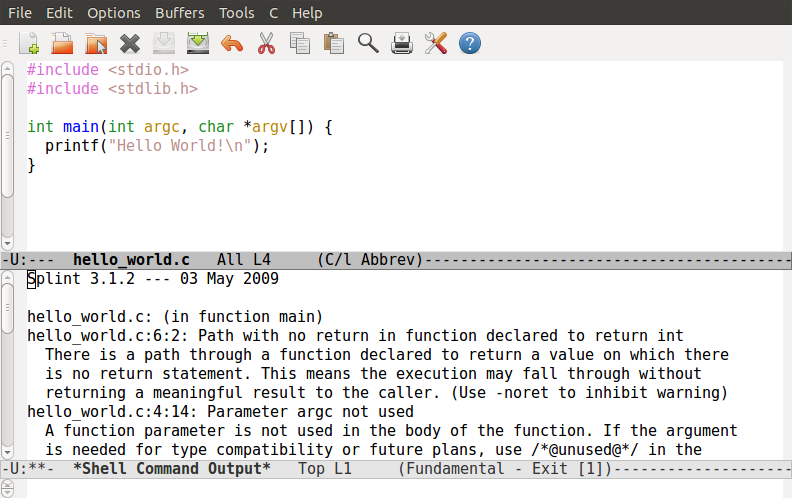 File Edit Options Buffers Tools C Help
#include <stdio.h>
#include <stdlib.h>
int main(int argc, char *argv[]) {
  printf("Hello World!\n");
}
-U:---  hello_world.c   All L4     (C/l Abbrev)-----------------------------------------
Splint 3.1.2 --- 03 May 2009
hello_world.c: (in function main)
hello_world.c:6:2: Path with no return in function declared to return int
  There is a path through a function declared to return a value on which there
  is no return statement. This means the execution may fall through without
  returning a meaningful result to the caller. (Use -noret to inhibit warning)
hello_world.c:4:14: Parameter argc not used
  A function parameter is not used in the body of the function. If the argument
  is needed for type compatibility or future plans, use /*@unused@*/ in the
-U:**-  *Shell Command Output*   Top L1     (Fundamental - Exit [1])--------------------